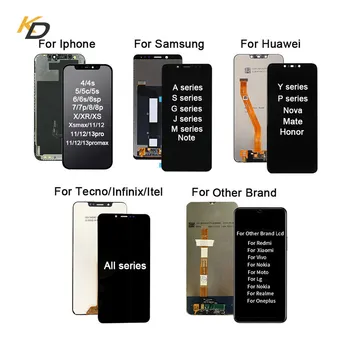 KD
For Iphone
For Samsung
For Huawei
4/4s
5/5c/5s
6/6s/6sp
7/7p/8/8p
X/XR/XS
Xsmax/11/12
11/12/13pro
11/12/13promax
A series
S series
G series
J series
M series
Note
Y series
P series
Nova
Mate
Honor
For Tecno/Infinix/Itel
For Other Brand
All series
For Other Brand Lcd
For Redmi
For Xiaomi
For Vivo
For Nokia
For Moto
For Lg
For Nokia
For Realme
For Oneplus